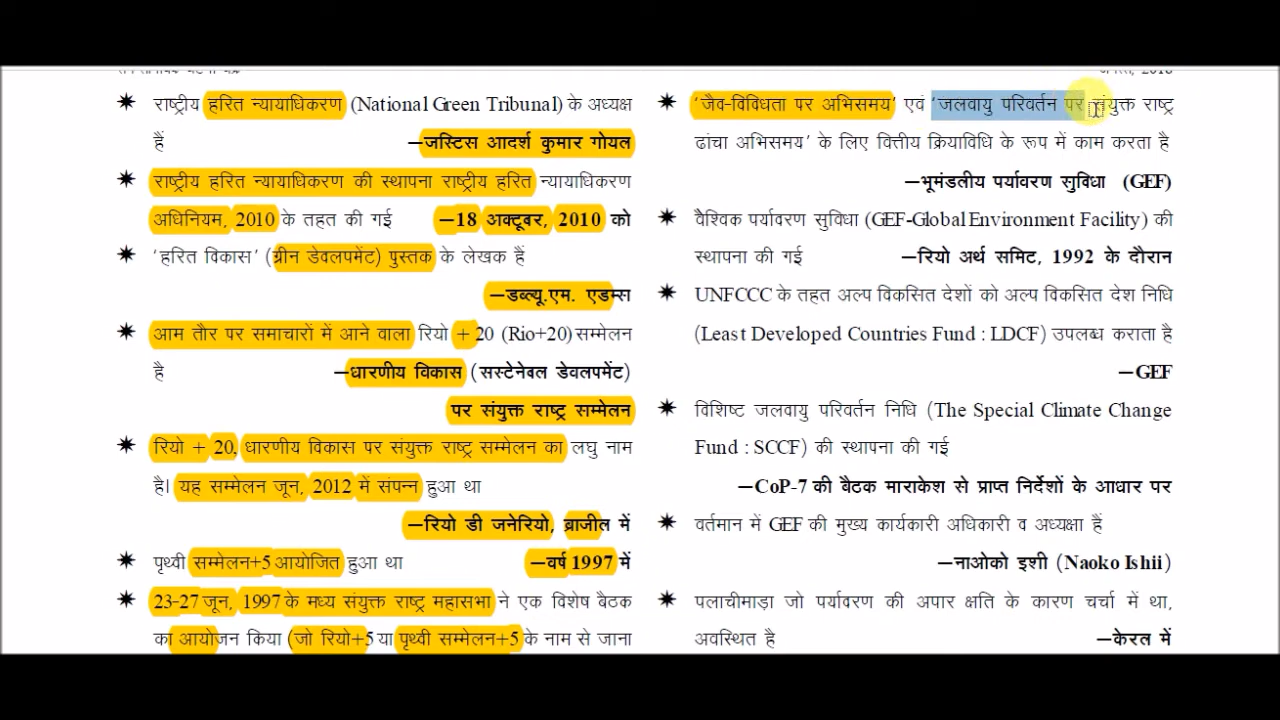 राष्ट्रीय हरित न्यायाधिकरण (National Green Tribunal) के अध्यक्ष
हैं —जस्टिस आदर्श कुमार गोयल
राष्ट्रीय हरित न्यायाधिकरण की स्थापना राष्ट्रीय हरित न्यायाधिकरण
अधिनियम, 2010 के तहत की गई —18 अक्टूबर, 2010 को
'हरित विकास' (ग्रीन डेवलपमेंट) पुस्तक के लेखक हैं
—डब्ल्यू.एम. एडम्स
आम तौर पर समाचारों में आने वाला रियो + 20 (Rio+20) सम्मेलन
है —धारणीय विकास (सस्टेनेबल डेवलपमेंट)
पर संयुक्त राष्ट्र सम्मेलन
रियो + 20, धारणीय विकास पर संयुक्त राष्ट्र सम्मेलन का लघु नाम
है। यह सम्मेलन जून, 2012 में संपन्न हुआ था
—रियो डी जनेरियो, ब्राजील में
पृथ्वी सम्मेलन+5 आयोजित हुआ था —वर्ष 1997 में
23-27 जून, 1997 के मध्य संयुक्त राष्ट्र महासभा ने एक विशेष बैठक
का आयोजन किया (जो रियो+5 या पृथ्वी सम्मेलन+5 के नाम से जाना
'जैव-विविधता पर अभिसमय' एवं 'जलवायु परिवर्तन पर संयुक्त राष्ट्र
ढांचा अभिसमय' के लिए वित्तीय क्रियाविधि के रूप में काम करता है
—भूमंडलीय पर्यावरण सुविधा (GEF)
वैश्विक पर्यावरण सुविधा (GEF-Global Environment Facility) की
स्थापना की गई —रियो अर्थ समिट, 1992 के दौरान
UNFCCC के तहत अल्प विकसित देशों को अल्प विकसित देश निधि
(Least Developed Countries Fund : LDCF) उपलब्ध कराता है
—GEF
विशिष्ट जलवायु परिवर्तन निधि (The Special Climate Change
Fund : SCCF) की स्थापना की गई
—CoP-7 की बैठक माराकेश से प्राप्त निर्देशों के आधार पर
वर्तमान में GEF की मुख्य कार्यकारी अधिकारी व अध्यक्षा हैं
—नाओको इशी (Naoko Ishii)
पलाचीमाड़ा जो पर्यावरण की अपार क्षति के कारण चर्चा में था,
अवस्थित है —केरल में